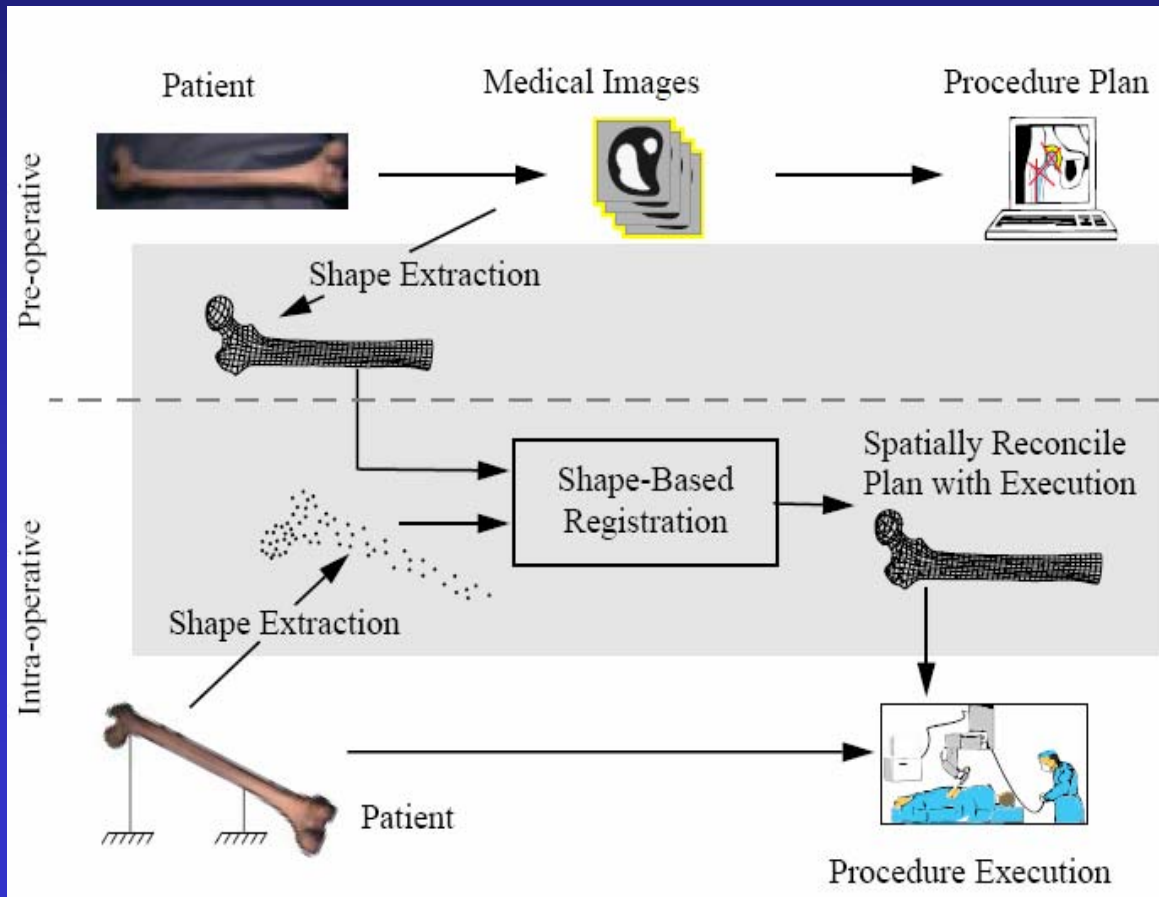 Patient
Medical Images
Procedure Plan
Pre-operative
Shape Extraction
Spatially Reconcile
Plan with Execution
Shape-Based
Registration
Intra-operative
Shape Extraction
Patient
Procedure Execution